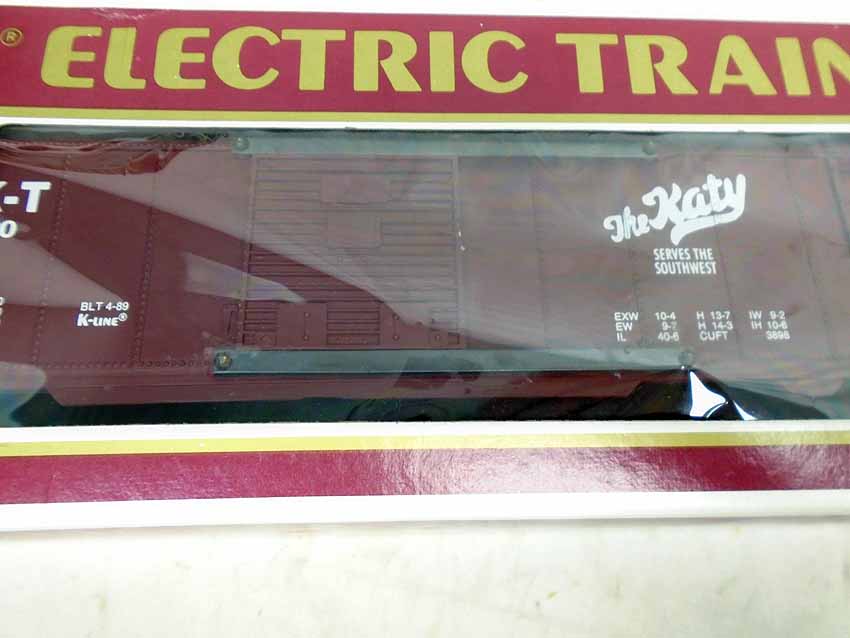 ® ELECTRIC TRAIN
K-T
0
BLT 4-89
K-LINE®
The Katy
SERVES THE
SOUTHWEST
EXW 10-4 H 13-7 IW 9-2
EW 9-7 H 14-3 IH 10-6
IL 40-6 CUFT 3898